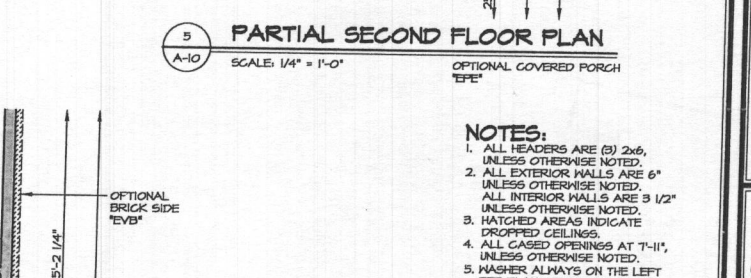 5
A-10
PARTIAL SECOND FLOOR PLAN
SCALE: 1/4" = 1'-0"
OPTIONAL COVERED PORCH
"EPE"
OPTIONAL
BRICK SIDE
"EVB"
5'-2 1/4"
NOTES:
1. ALL HEADERS ARE (3) 2x6,
UNLESS OTHERWISE NOTED.
2. ALL EXTERIOR WALLS ARE 6"
UNLESS OTHERWISE NOTED.
ALL INTERIOR WALLS ARE 3 1/2"
UNLESS OTHERWISE NOTED.
3. HATCHED AREAS INDICATE
DROPPED CEILINGS.
4. ALL CASED OPENINGS AT 7'-11",
UNLESS OTHERWISE NOTED.
5. WASHER ALWAYS ON THE LEFT